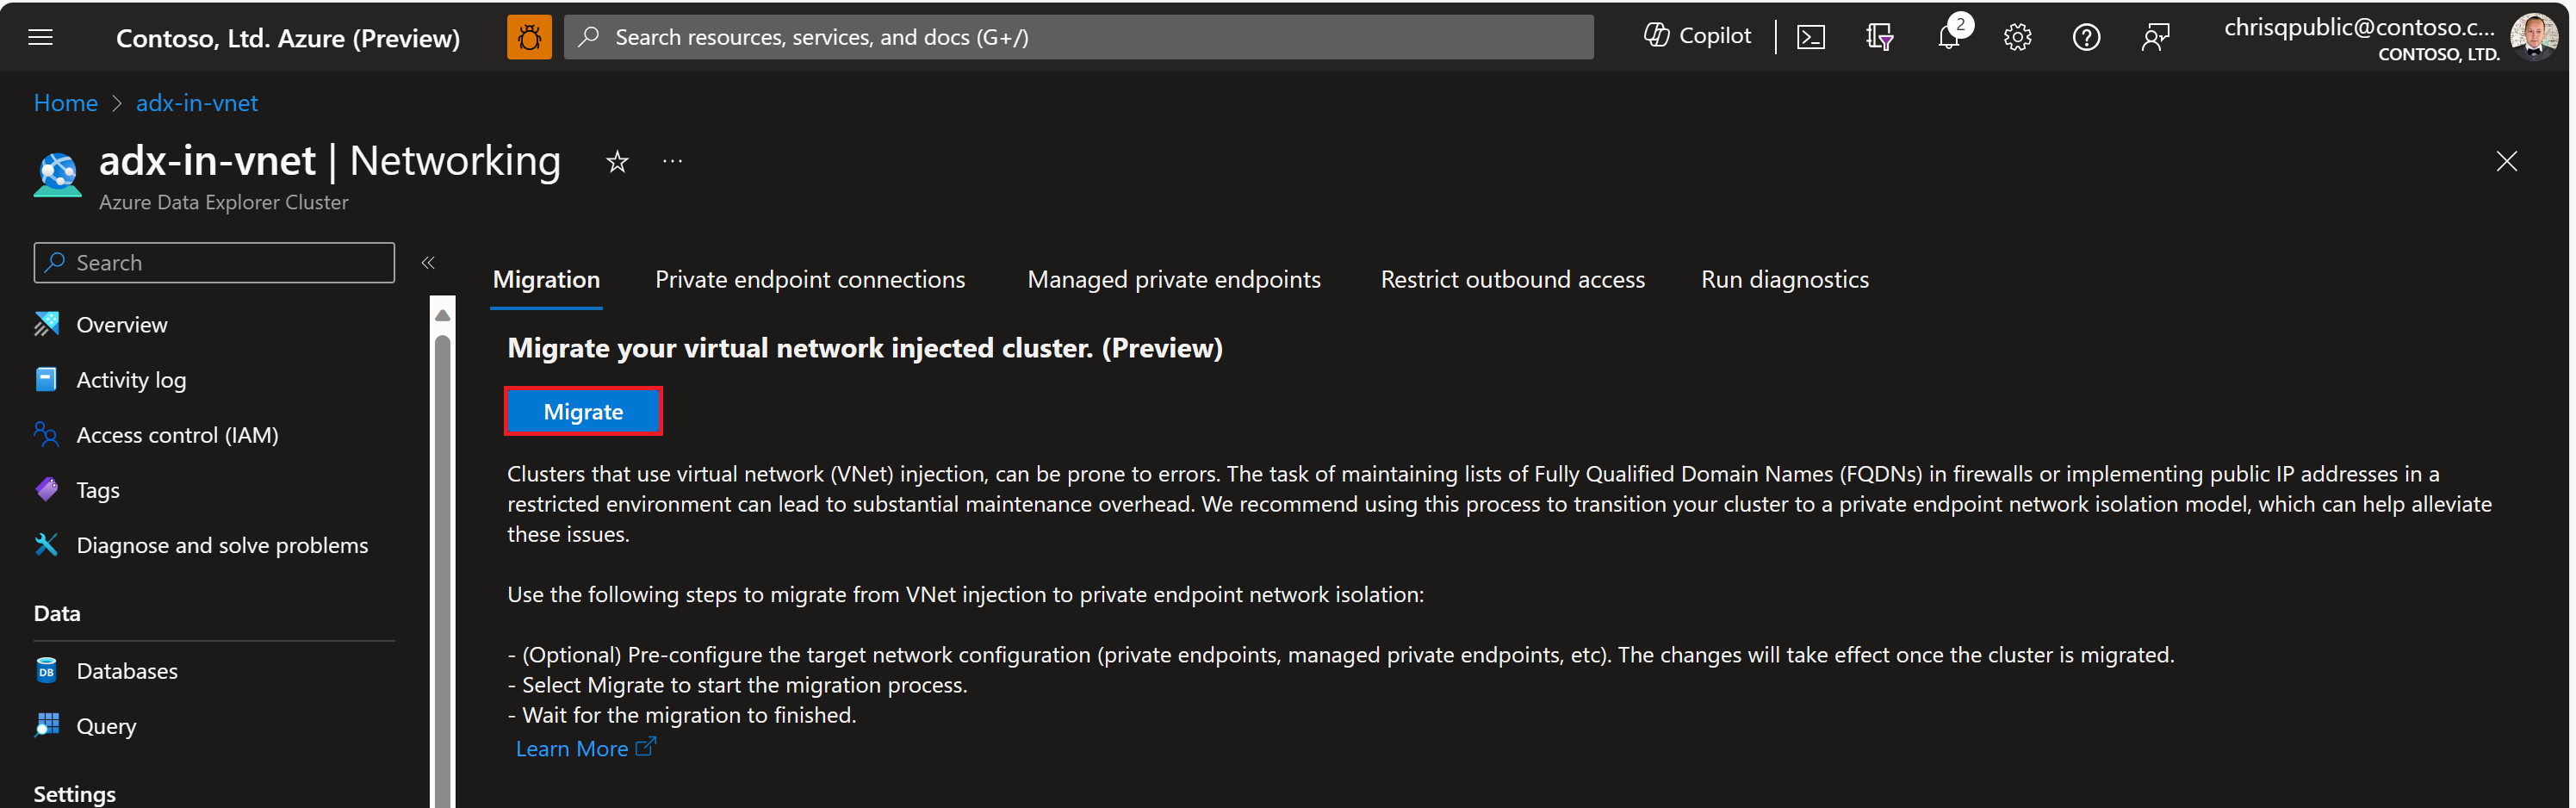 Contoso, Ltd. Azure (Preview)
Search resources, services, and docs (G+/)
Copilot
2
chrisqpublic@contoso.c...
CONTOSO, LTD.
Home > adx-in-vnet
adx-in-vnet | Networking
Azure Data Explorer Cluster
Search
Overview
Activity log
Access control (IAM)
Tags
Diagnose and solve problems
Data
DB
Databases
Query
Settings
Migration
Private endpoint connections
Managed private endpoints
Restrict outbound access
Run diagnostics
Migrate your virtual network injected cluster. (Preview)
Migrate
Clusters that use virtual network (VNet) injection, can be prone to errors. The task of maintaining lists of Fully Qualified Domain Names (FQDNs) in firewalls or implementing public IP addresses in a
restricted environment can lead to substantial maintenance overhead. We recommend using this process to transition your cluster to a private endpoint network isolation model, which can help alleviate
these issues.
Use the following steps to migrate from VNet injection to private endpoint network isolation:
- (Optional) Pre-configure the target network configuration (private endpoints, managed private endpoints, etc). The changes will take effect once the cluster is migrated.
- Select Migrate to start the migration process.
- Wait for the migration to finished.
Learn More